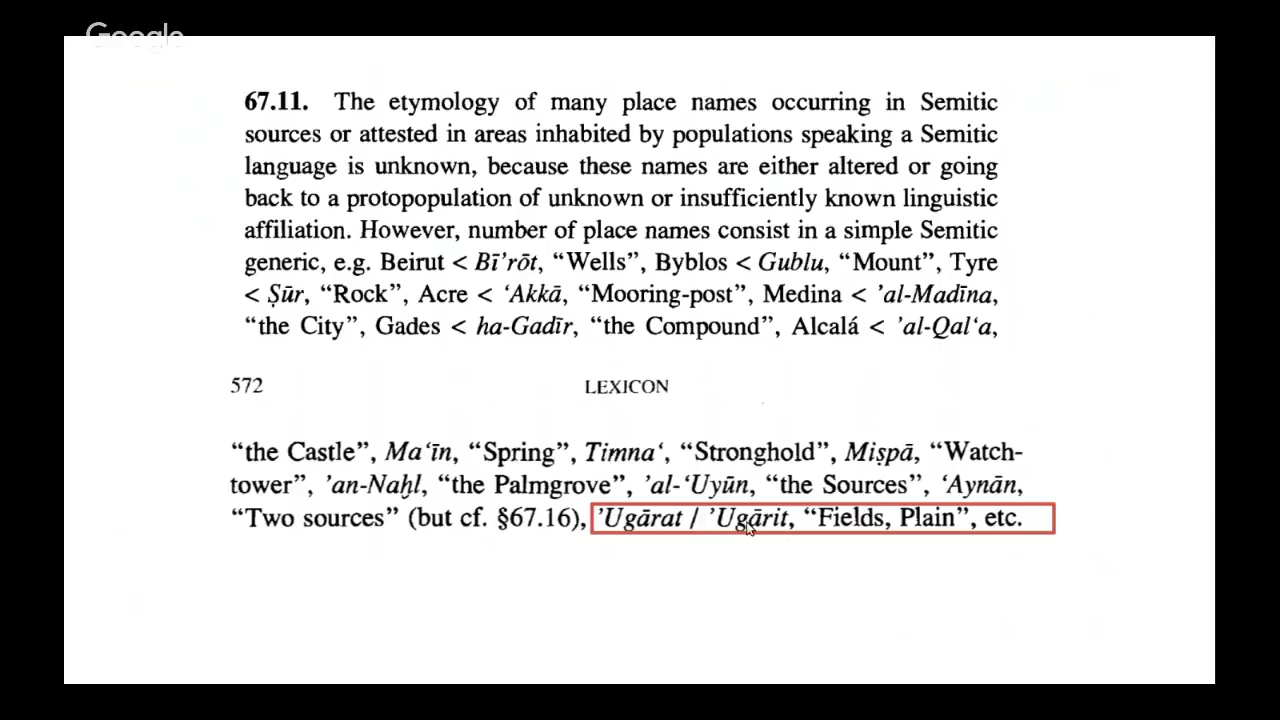 Google
67.11. The etymology of many place names occurring in Semitic
sources or attested in areas inhabited by populations speaking a Semitic
language is unknown, because these names are either altered or going
back to a protopopulation of unknown or insufficiently known linguistic
affiliation. However, number of place names consist in a simple Semitic
generic, e.g. Beirut < Bī’rōt, “Wells”, Byblos < Gublu, “Mount”, Tyre
< Ṣūr, “Rock”, Acre < ‘Akkā, “Mooring-post”, Medina < ’al-Madīna,
“the City”, Gades < ha-Gadīr, “the Compound”, Alcalá < ’al-Qal‘a,
572 LEXICON
“the Castle”, Ma‘īn, “Spring”, Timna‘, “Stronghold”, Miṣpā, “Watch-
tower”, ’an-Naḫl, “the Palmgrove”, ’al-‘Uyūn, “the Sources”, ‘Aynān,
“Two sources” (but cf. §67.16), ’Ugārat / ’Ugārit, “Fields, Plain”, etc.